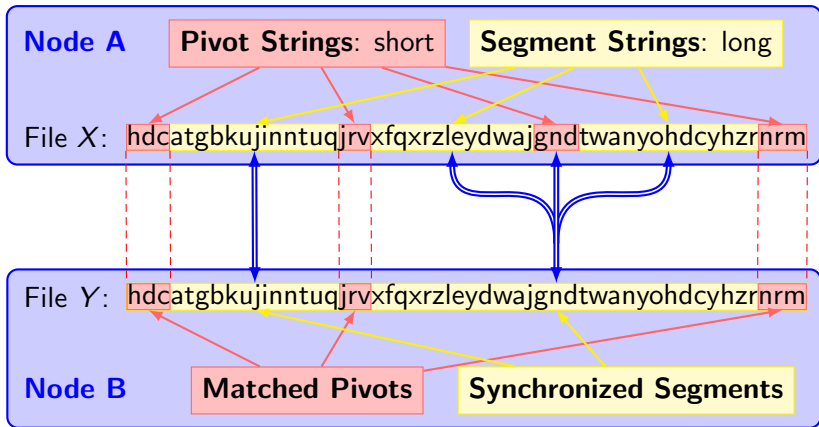 Node A Pivot Strings: short Segment Strings: long
File X: hdcatgbkujinntuqjrvxfqxrzleydwajgndtwanyohdcyhzrnrm
File Y: hdcatgbkujinntuqjrvxfqxrzleydwajgndtwanyohdcyhzrnrm
Node B Matched Pivots Synchronized Segments